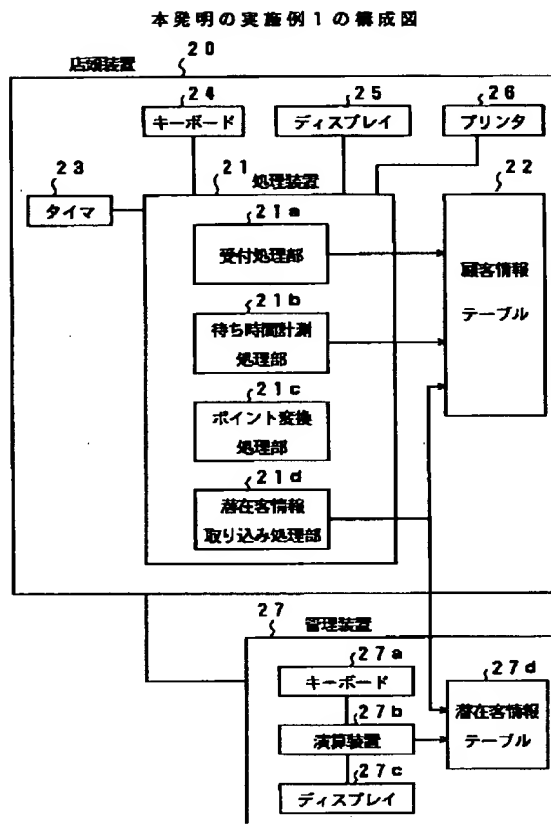 本発明の実施例1の構成図
20
店頭装置
24
キーボード
25
ディスプレイ
26
プリンタ
23
タイマ
21
処理装置
22
顧客情報
テーブル
21a
受付処理部
21b
待ち時間計測
処理部
21c
ポイント変換
処理部
21d
潜在客情報
取り込み処理部
27
管理装置
27a
キーボード
27b
演算装置
27c
ディスプレイ
27d
潜在客情報
テーブル